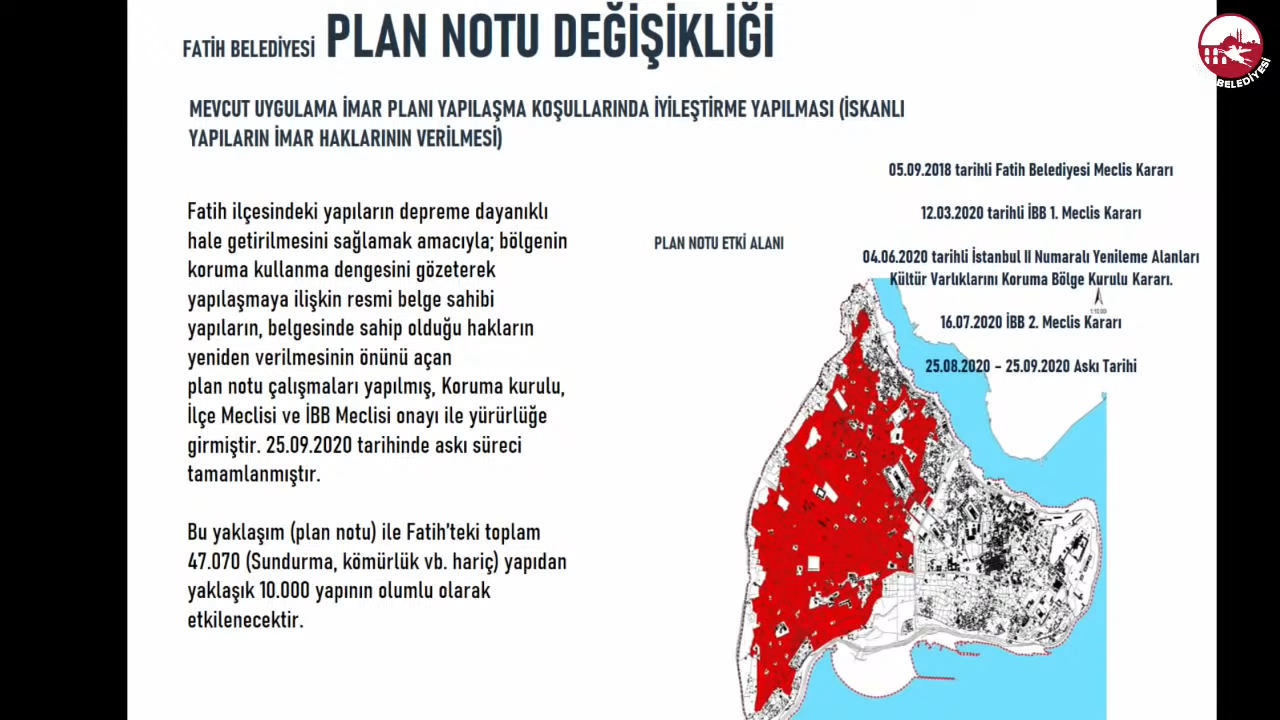 FATİH BELEDİYESİ PLAN NOTU DEĞİŞİKLİĞİ
BELEDİYESİ
MEVCUT UYGULAMA İMAR PLANI YAPILAŞMA KOŞULLARINDA İYİLEŞTİRME YAPILMASI (İSKANLI
YAPILARIN İMAR HAKLARININ VERİLMESİ)
Fatih ilçesindeki yapıların depreme dayanıklı
hale getirilmesini sağlamak amacıyla; bölgenin
koruma kullanma dengesini gözeterek
yapılaşmaya ilişkin resmi belge sahibi
yapıların, belgesinde sahip olduğu hakların
yeniden verilmesinin önünü açan
plan notu çalışmaları yapılmış, Koruma kurulu,
İlçe Meclisi ve İBB Meclisi onayı ile yürürlüğe
girmiştir. 25.09.2020 tarihinde askı süreci
tamamlanmıştır.
Bu yaklaşım (plan notu) ile Fatih'teki toplam
47.070 (Sundurma, kömürlük vb. hariç) yapıdan
yaklaşık 10.000 yapının olumlu olarak
etkilenecektir.
PLAN NOTU ETKİ ALANI
05.09.2018 tarihli Fatih Belediyesi Meclis Kararı
12.03.2020 tarihli İBB 1. Meclis Kararı
04.06.2020 tarihli İstanbul II Numaralı Yenileme Alanları
Kültür Varlıklarını Koruma Bölge Kurulu Kararı.
16.07.2020 İBB 2. Meclis Kararı
25.08.2020 – 25.09.2020 Askı Tarihi